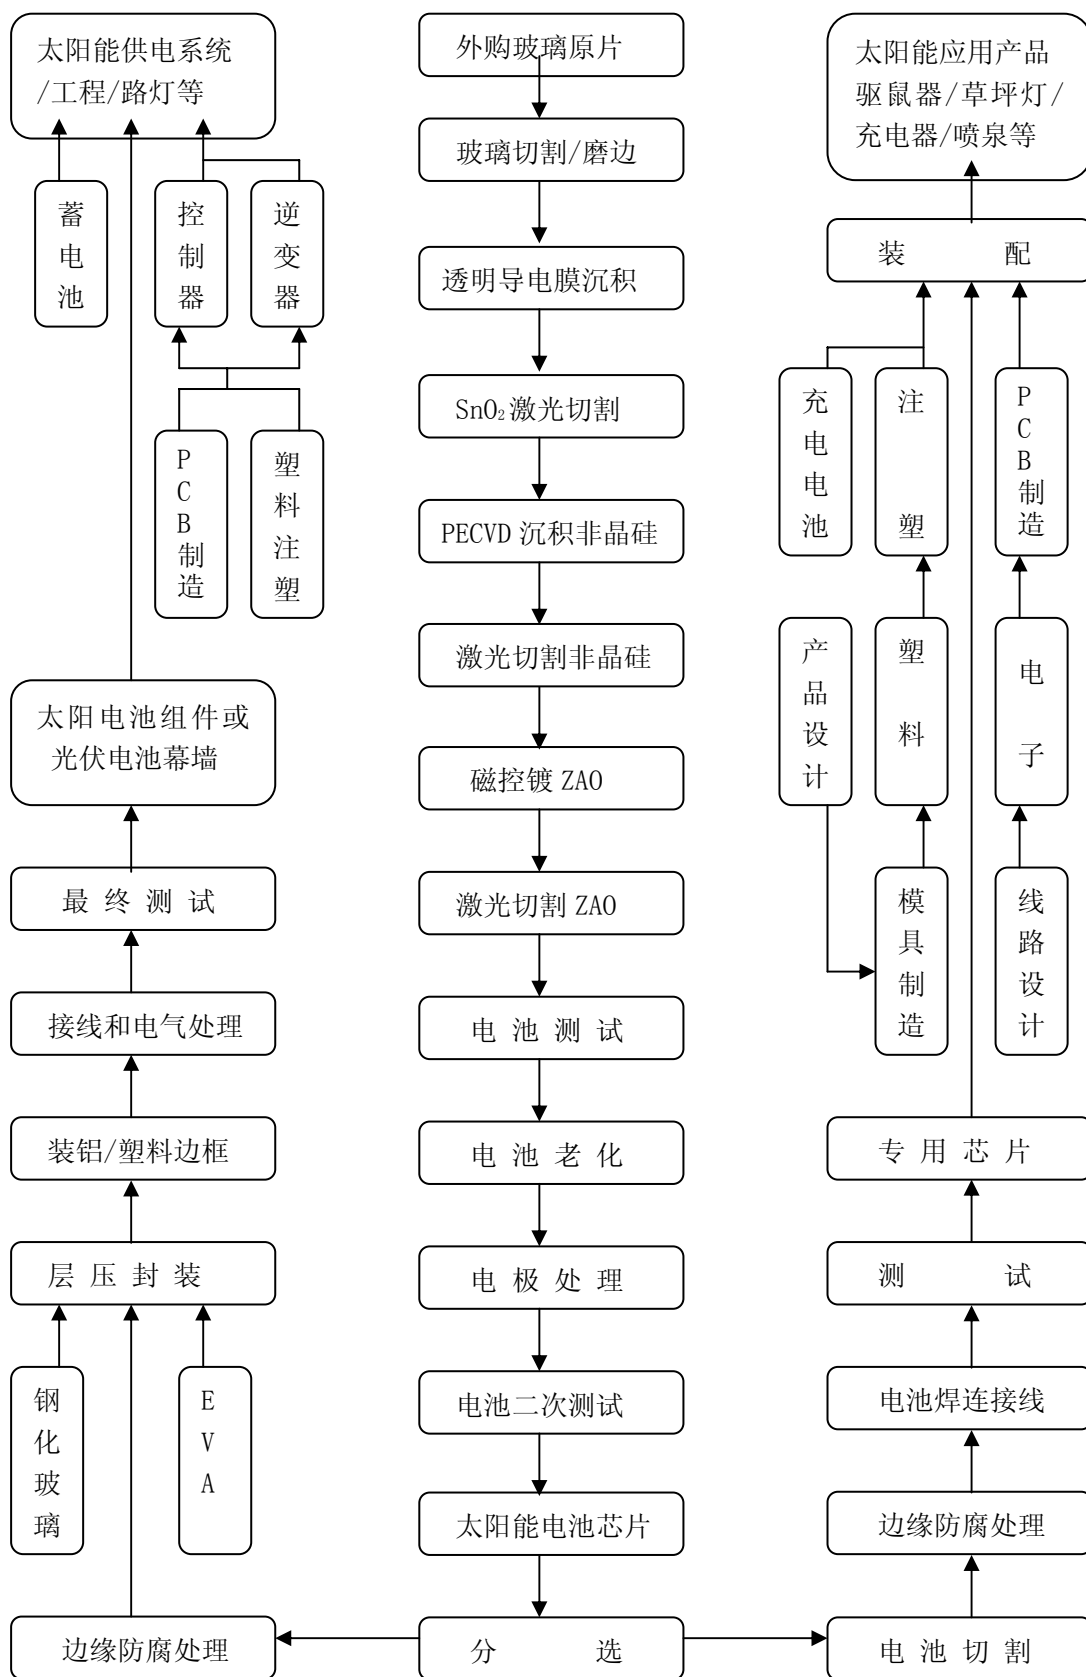 太阳能供电系统
/工程/路灯等
蓄电池
控制器
逆变器
PCB制造
塑料注塑
太阳电池组件或
光伏电池幕墙
最终测试
接线和电气处理
装铝/塑料边框
层压封装
钢化玻璃
EVA
边缘防腐处理
外购玻璃原片
玻璃切割/磨边
透明导电膜沉积
SnO₂激光切割
PECVD 沉积非晶硅
激光切割非晶硅
磁控镀 ZAO
激光切割 ZAO
电池测试
电池老化
电极处理
电池二次测试
太阳能电池芯片
分选
太阳能应用产品
驱鼠器/草坪灯/
充电器/喷泉等
装配
充电电池
注塑
PCB制造
产品设计
塑料
电子
模具制造
线路设计
专用芯片
测试
电池焊连接线
边缘防腐处理
电池切割